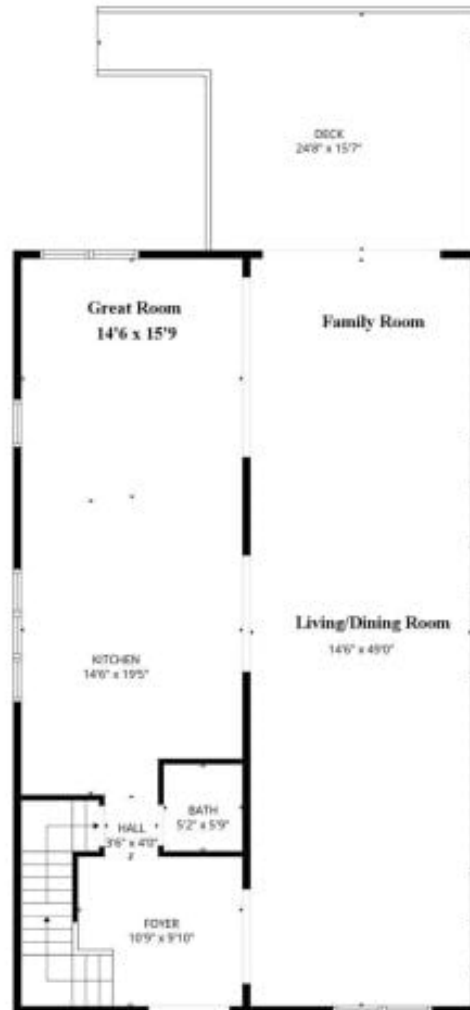 DECK
24'8" x 15'7"
Great Room
14'6 x 15'9
Family Room
Living/Dining Room
14'6" x 49'0"
KITCHEN
14'6" x 19'5"
BATH
5'2" x 5'9"
HALL
3'6" x 4'0"
FOYER
10'9" x 9'10"